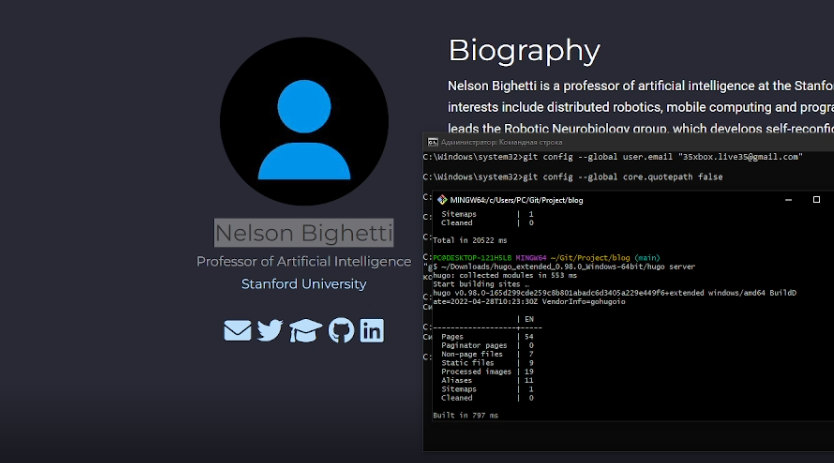 Biography
Nelson Bighetti is a professor of artificial intelligence at the Stanfo
interests include distributed robotics, mobile computing and progra
leads the Robotic Neurobiology group, which develops self-reconfig
Nelson Bighetti
Professor of Artificial Intelligence
Stanford University
Администратор: Командная строка
C:\Windows\system32>git config --global user.email "35xbox.live35@gmail.com"
C:\Windows\system32>git config --global core.quotepath false
MINGW64:/c/Users/PC/Git/Project/blog
Sitemaps | 1
Cleaned | 0
Total in 20522 ms
PC@DESKTOP-121H5LB MINGW64 ~/Git/Project/blog (main)
$ ~/Downloads/hugo_extended_0.98.0_Windows-64bit/hugo server
hugo: collected modules in 553 ms
Start building sites …
hugo v0.98.0-165d299cde259c8b801abadc6d3405a229e449f6+extended windows/amd64 BuildD
ate=2022-04-28T10:23:30Z VendorInfo=gohugoio
| EN
-------------------+-----
Pages | 54
Paginator pages | 0
Non-page files | 7
Static files | 9
Processed images | 19
Aliases | 11
Sitemaps | 1
Cleaned | 0
Built in 797 ms